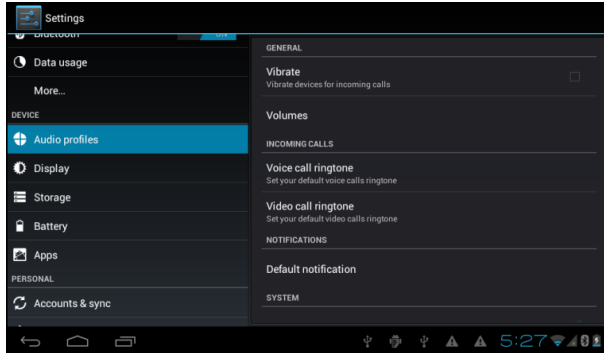 Settings
Bluetooth
ON
Data usage
More...
DEVICE
Audio profiles
Display
Storage
Battery
Apps
PERSONAL
Accounts & sync
GENERAL
Vibrate
Vibrate devices for incoming calls
Volumes
INCOMING CALLS
Voice call ringtone
Set your default voice calls ringtone
Video call ringtone
Set your default video calls ringtone
NOTIFICATIONS
Default notification
SYSTEM
5:27